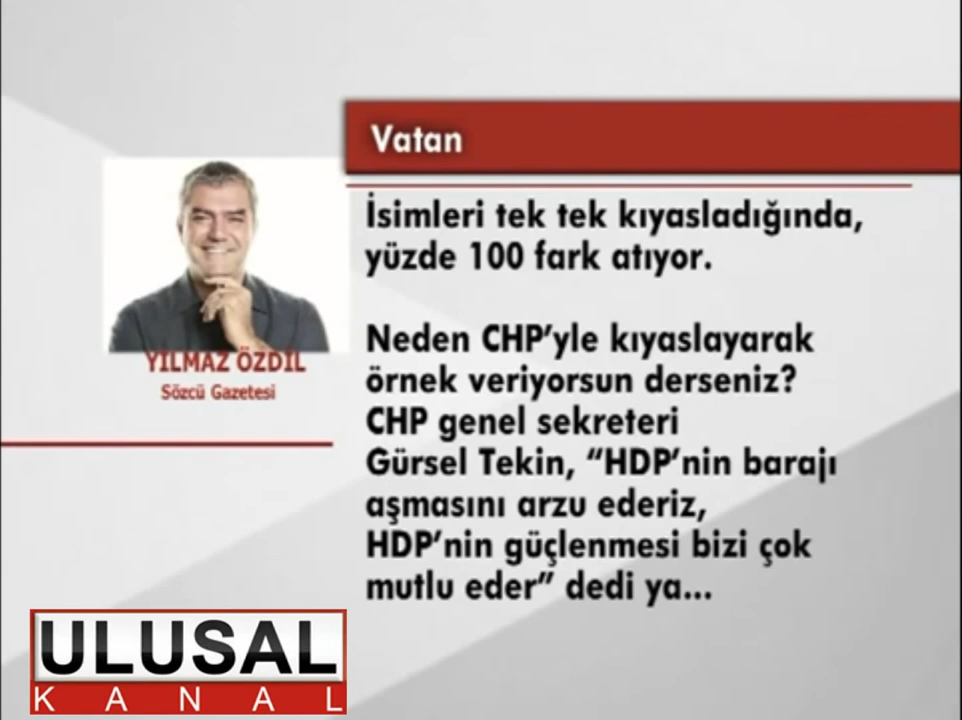 Vatan
İsimleri tek tek kıyasladığında,
yüzde 100 fark atıyor.
Neden CHP’yle kıyaslayarak
örnek veriyorsun derseniz?
CHP genel sekreteri
Gürsel Tekin, “HDP’nin barajı
aşmasını arzu ederiz,
HDP’nin güçlenmesi bizi çok
mutlu eder” dedi ya...
YILMAZ ÖZDİL
Sözcü Gazetesi
ULUSAL
KANAL